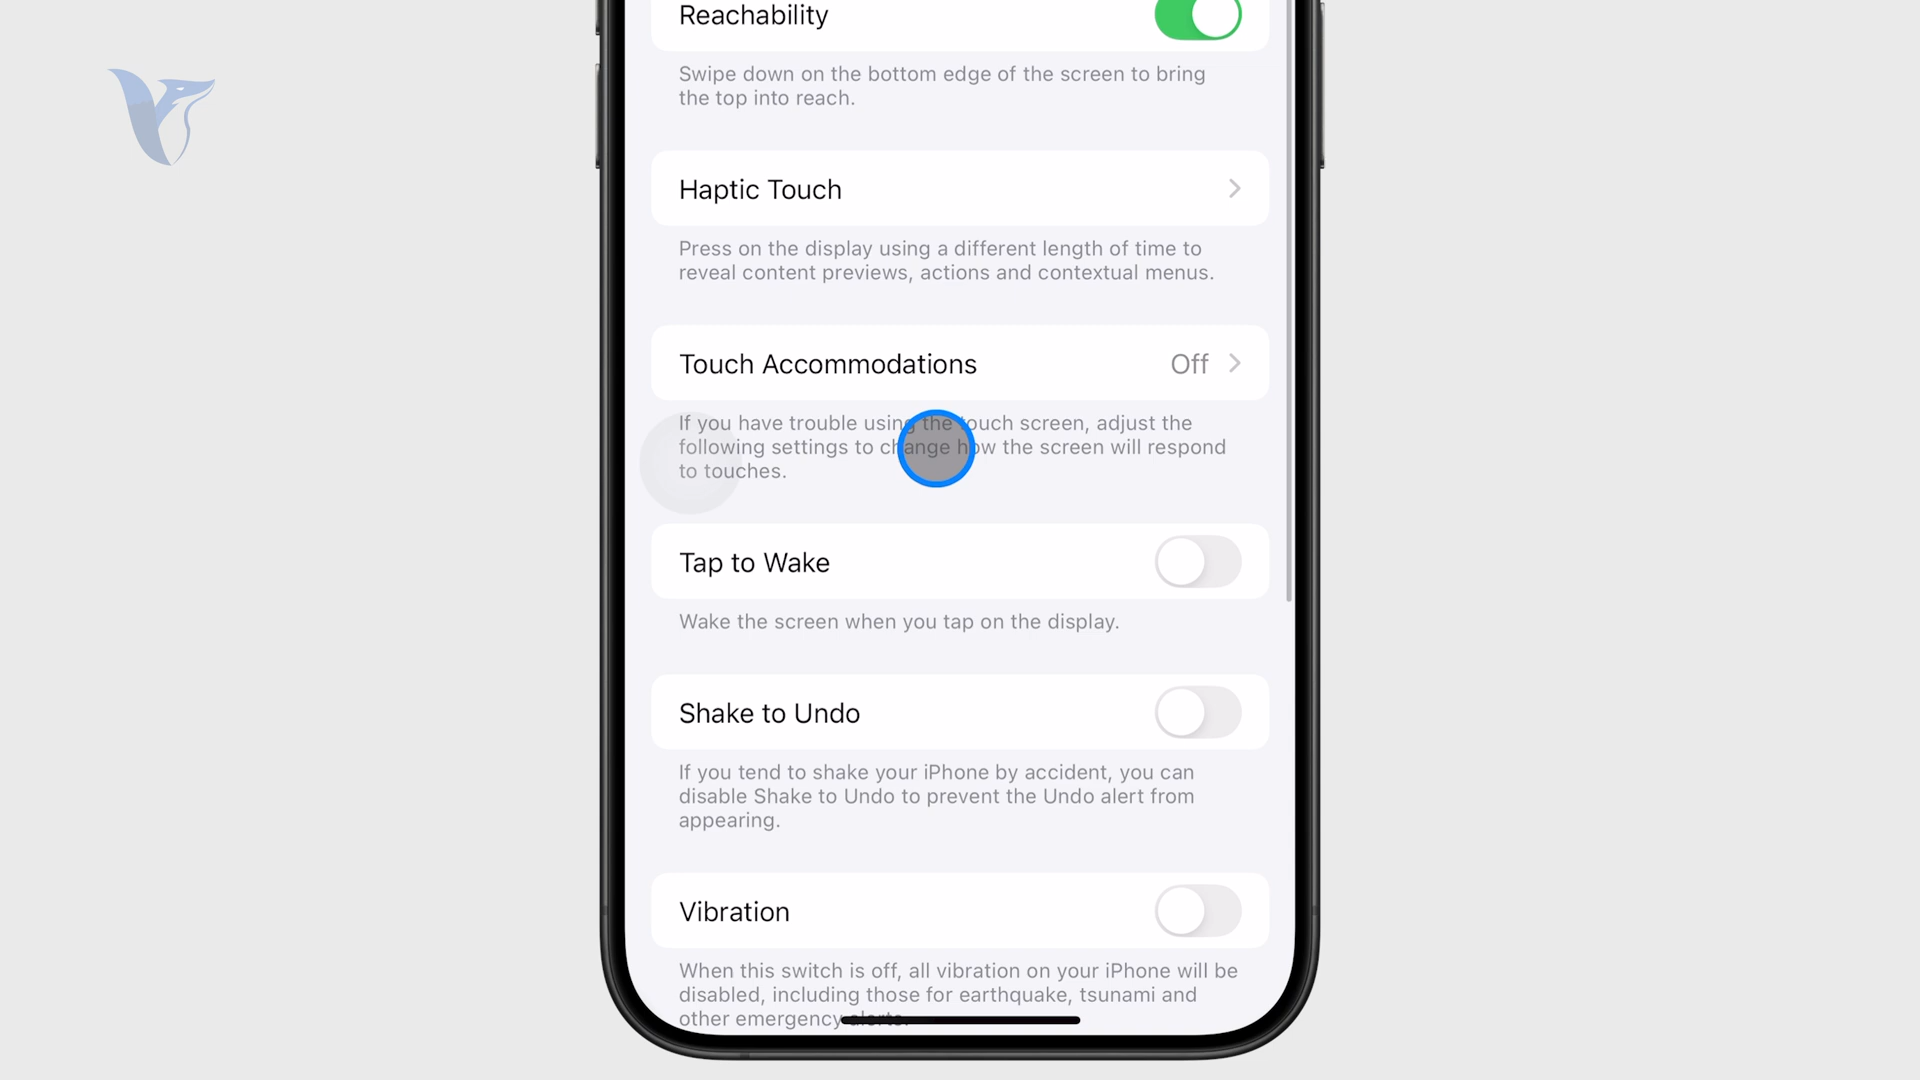 Reachability
Swipe down on the bottom edge of the screen to bring
the top into reach.
Haptic Touch
Press on the display using a different length of time to
reveal content previews, actions and contextual menus.
Touch Accommodations Off
If you have trouble using the touch screen, adjust the
following settings to change how the screen will respond
to touches.
Tap to Wake
Wake the screen when you tap on the display.
Shake to Undo
If you tend to shake your iPhone by accident, you can
disable Shake to Undo to prevent the Undo alert from
appearing.
Vibration
When this switch is off, all vibration on your iPhone will be
disabled, including those for earthquake, tsunami and
other emergency alerts.